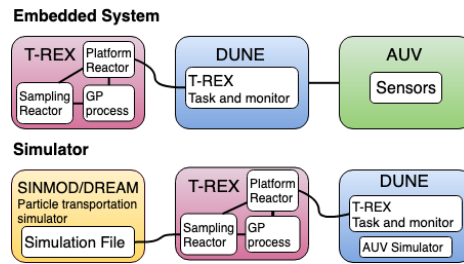 Embedded System
T-REX
Platform
Reactor
Sampling
Reactor
GP
process
DUNE
T-REX
Task and monitor
AUV
Sensors
Simulator
SINMOD/DREAM
Particle transportation
simulator
Simulation File
T-REX
Platform
Reactor
Sampling
Reactor
GP
process
DUNE
T-REX
Task and monitor
AUV Simulator